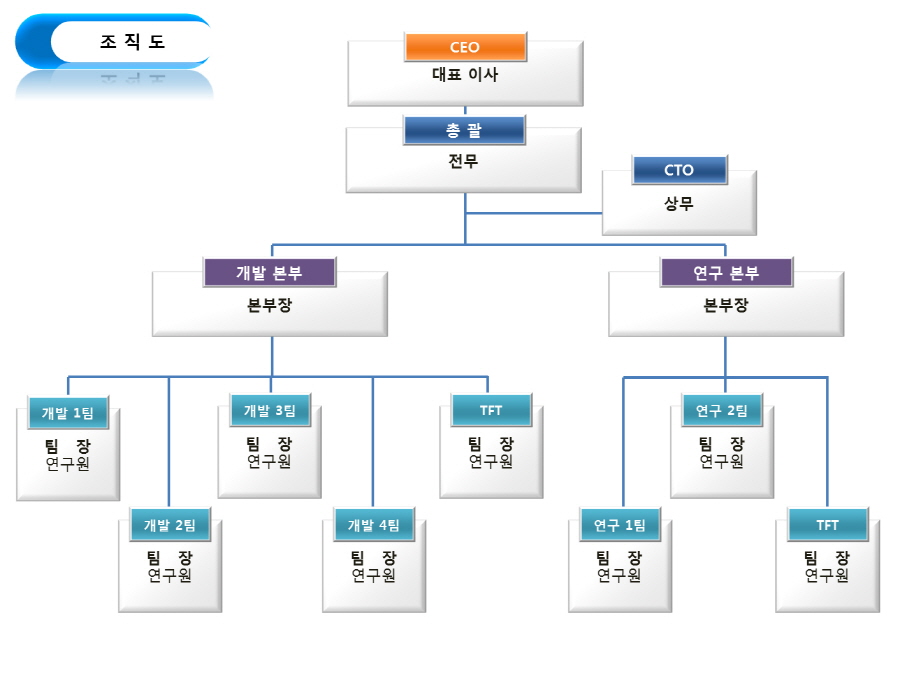 조 직 도
CEO
대표 이사
총 괄
전무
CTO
상무
개발 본부
본부장
연구 본부
본부장
개발 1팀
팀 장
연구원
개발 3팀
팀 장
연구원
TFT
팀 장
연구원
연구 2팀
팀 장
연구원
개발 2팀
팀 장
연구원
개발 4팀
팀 장
연구원
연구 1팀
팀 장
연구원
TFT
팀 장
연구원